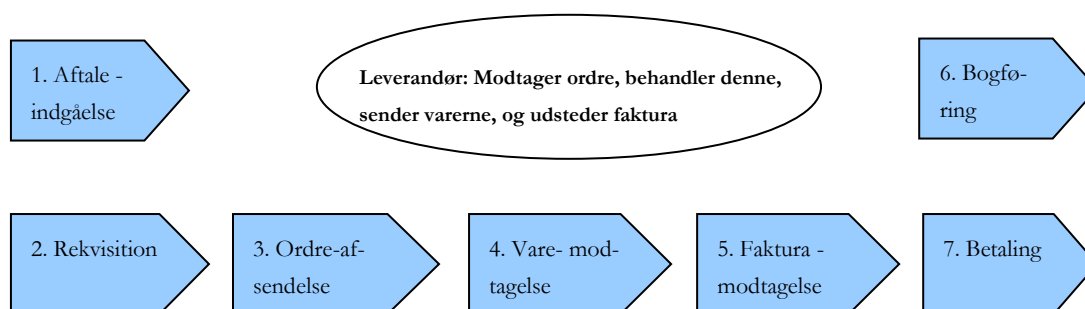 1. Aftale -
indgåelse
Leverandør: Modtager ordre, behandler denne,
sender varerne, og udsteder faktura
6. Bogfø-
ring
2. Rekvisition
3. Ordre-af-
sendelse
4. Vare- mod-
tagelse
5. Faktura -
modtagelse
7. Betaling